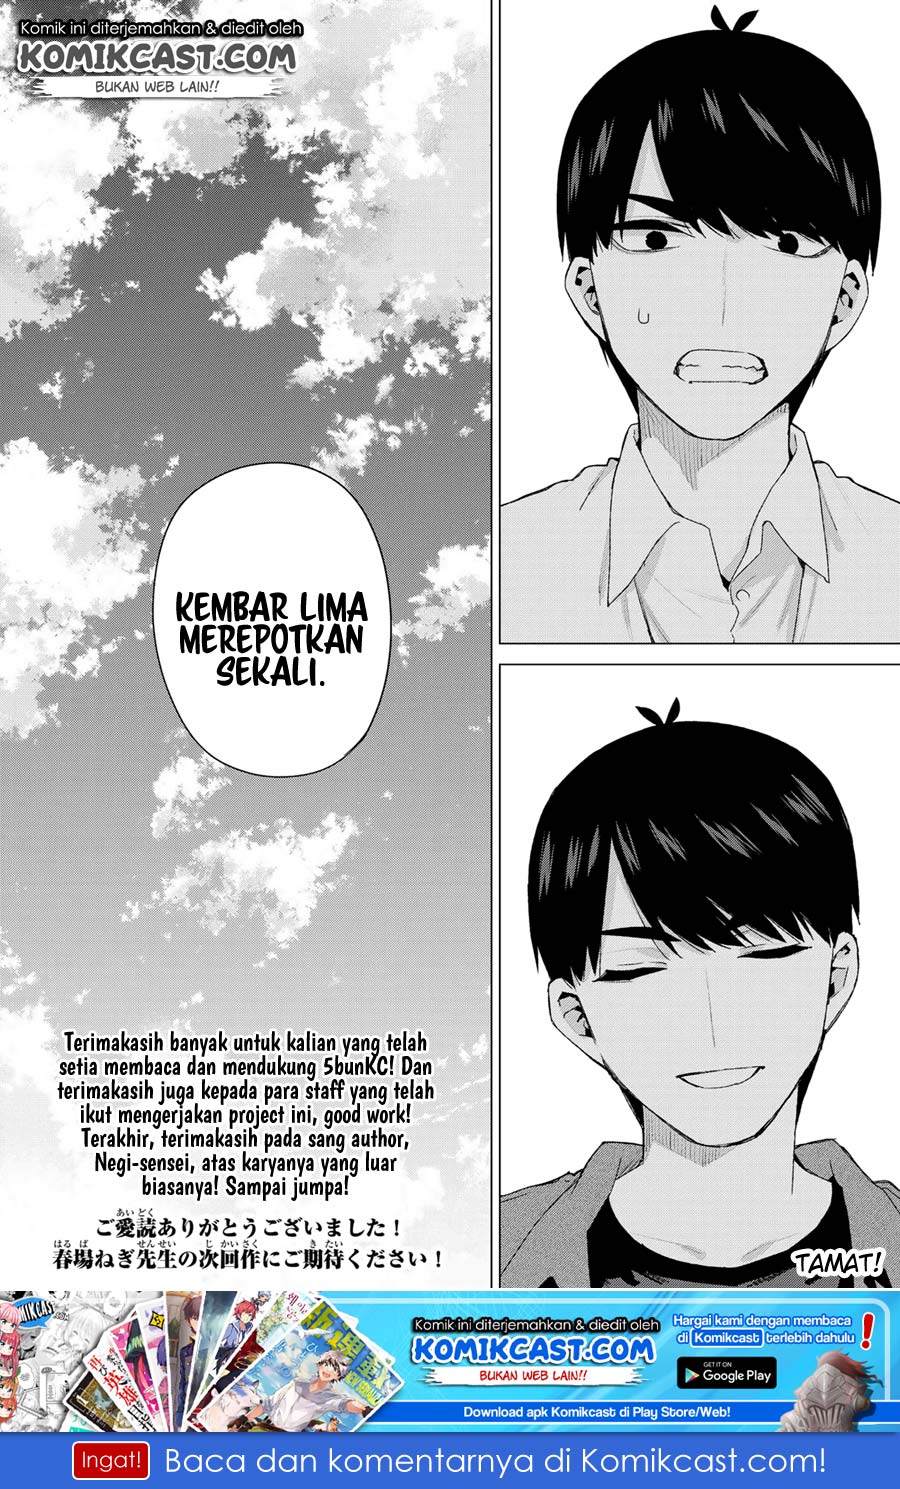 Komik ini diterjemahkan & diedit oleh
KOMIKCAST.COM
BUKAN WEB LAIN!!
KEMBAR LIMA
MEREPOTKAN
SEKALI.
Terimakasih banyak untuk kalian yang telah
setia membaca dan mendukung 5bunKC! Dan
terimakasih juga kepada para staff yang telah
ikut mengerjakan project ini, good work!
Terakhir, terimakasih pada sang author,
Negi-sensei, atas karyanya yang luar
biasanya! Sampai jumpa!
ご愛読ありがとうございました！
春場ねぎ先生の次回作にご期待ください！
TAMAT!
Komik ini diterjemahkan & diedit oleh
KOMIKCAST.COM
BUKAN WEB LAIN!!
Hargai kami dengan membaca
di Komikcast terlebih dahulu !
GET IT ON
Google Play
Download apk Komikcast di Play Store/Web!
Ingat! Baca dan komentarnya di Komikcast.com!